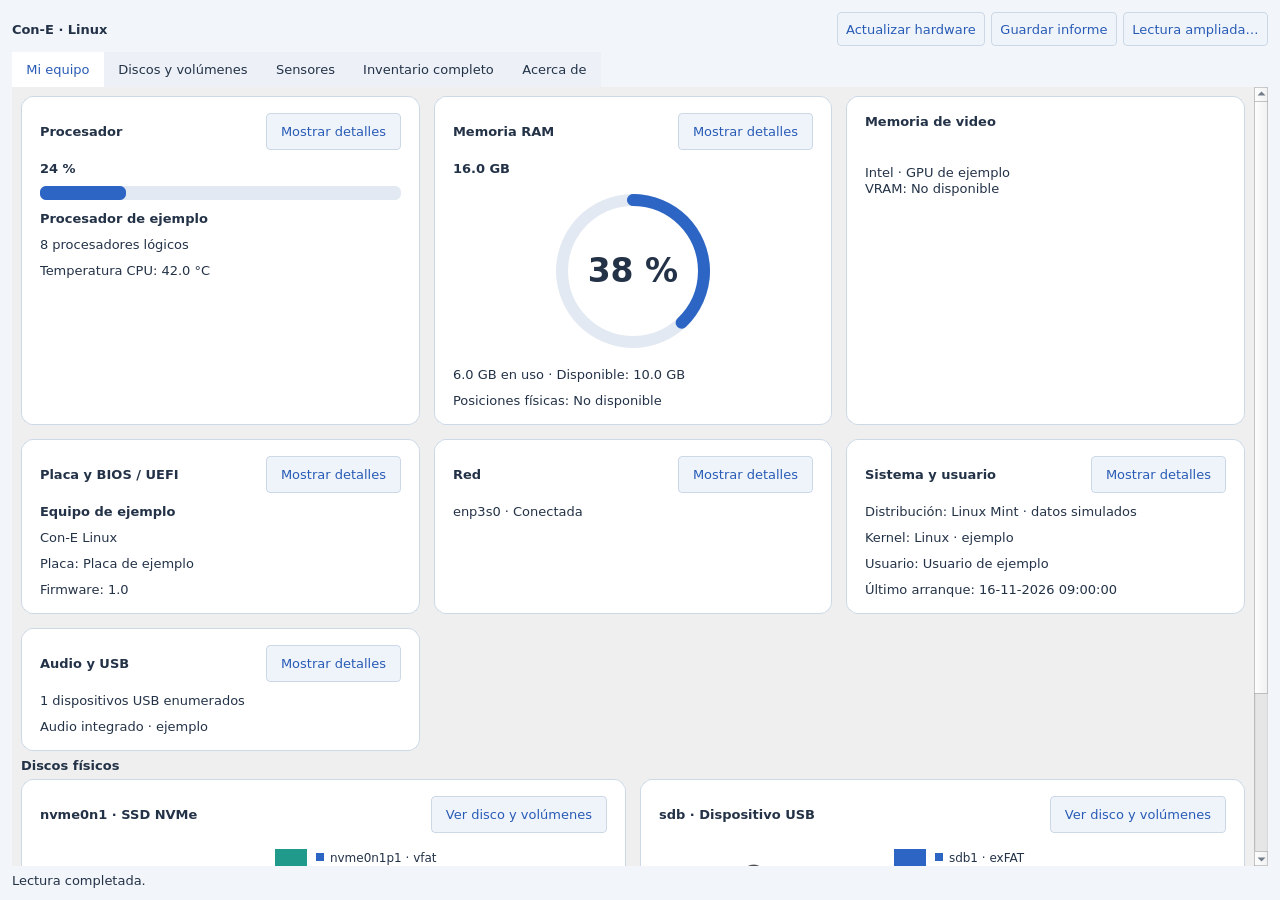 Con-E · Linux
Actualizar hardware
Guardar informe
Lectura ampliada...
Mi equipo
Discos y volúmenes
Sensores
Inventario completo
Acerca de
Procesador
Mostrar detalles
24 %
Procesador de ejemplo
8 procesadores lógicos
Temperatura CPU: 42.0 °C
Memoria RAM
Mostrar detalles
16.0 GB
38 %
6.0 GB en uso · Disponible: 10.0 GB
Posiciones físicas: No disponible
Memoria de video
Intel · GPU de ejemplo
VRAM: No disponible
Placa y BIOS / UEFI
Mostrar detalles
Equipo de ejemplo
Con-E Linux
Placa: Placa de ejemplo
Firmware: 1.0
Red
Mostrar detalles
enp3s0 · Conectada
Sistema y usuario
Mostrar detalles
Distribución: Linux Mint · datos simulados
Kernel: Linux · ejemplo
Usuario: Usuario de ejemplo
Último arranque: 16-11-2026 09:00:00
Audio y USB
Mostrar detalles
1 dispositivos USB enumerados
Audio integrado · ejemplo
Discos físicos
nvme0n1 · SSD NVMe
Ver disco y volúmenes
nvme0n1p1 · vfat
sdb · Dispositivo USB
Ver disco y volúmenes
sdb1 · exFAT
Lectura completada.